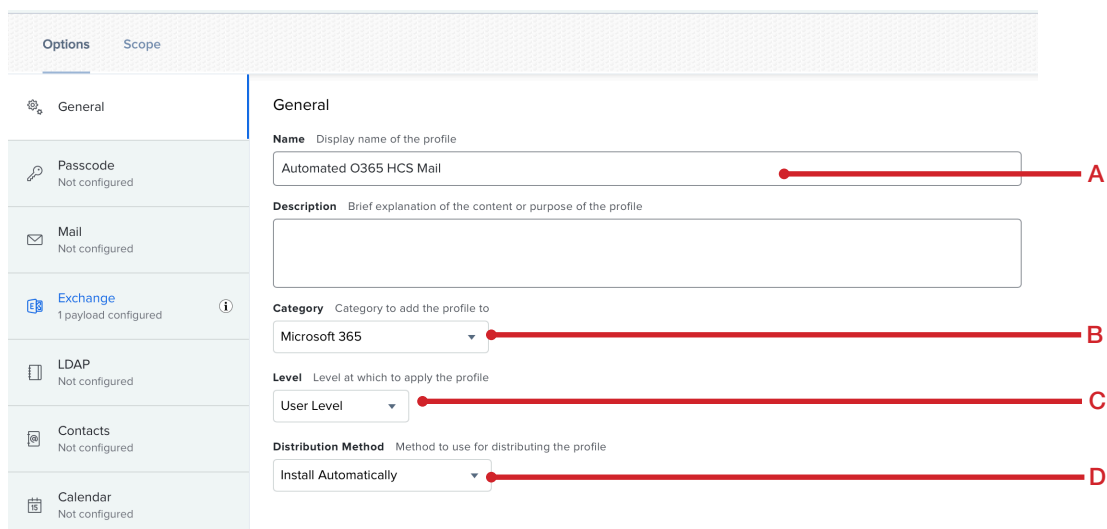 Options Scope
General
Passcode
Not configured
Mail
Not configured
Exchange
1 payload configured
LDAP
Not configured
Contacts
Not configured
15
Calendar
Not configured
General
Name Display name of the profile
Automated O365 HCS Mail
A
Description Brief explanation of the content or purpose of the profile
Category Category to add the profile to
Microsoft 365
B
Level Level at which to apply the profile
User Level
C
Distribution Method Method to use for distributing the profile
Install Automatically
D